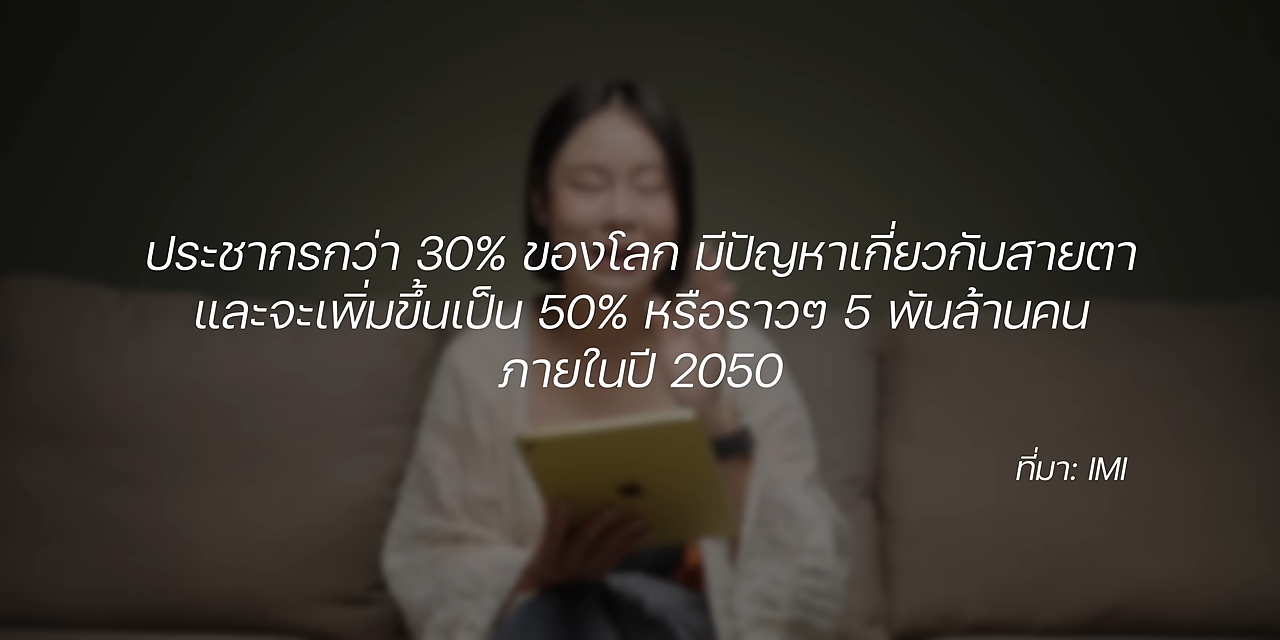 ประชากรกว่า 30% ของโลก มีปัญหาเกี่ยวกับสายตา
และจะเพิ่มขึ้นเป็น 50% หรือราวๆ 5 พันล้านคน
ภายในปี 2050
ที่มา: IMI